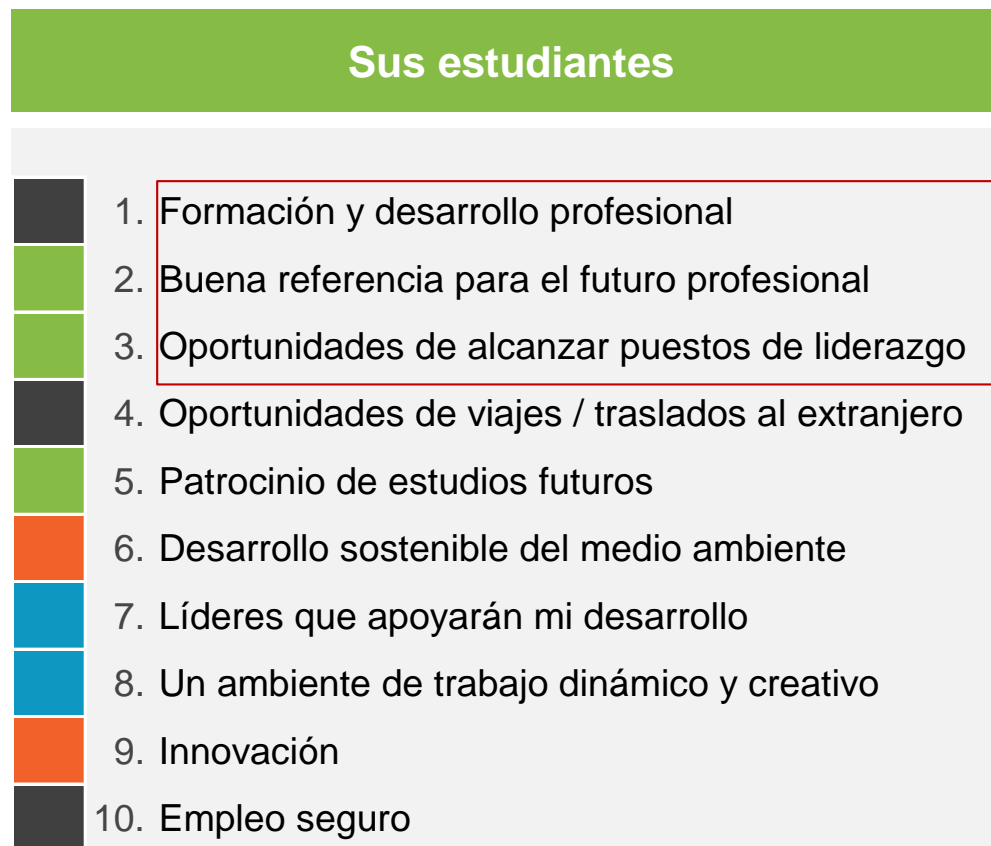 Sus estudiantes
1. Formación y desarrollo profesional
2. Buena referencia para el futuro profesional
3. Oportunidades de alcanzar puestos de liderazgo
4. Oportunidades de viajes / traslados al extranjero
5. Patrocinio de estudios futuros
6. Desarrollo sostenible del medio ambiente
7. Líderes que apoyarán mi desarrollo
8. Un ambiente de trabajo dinámico y creativo
9. Innovación
10. Empleo seguro